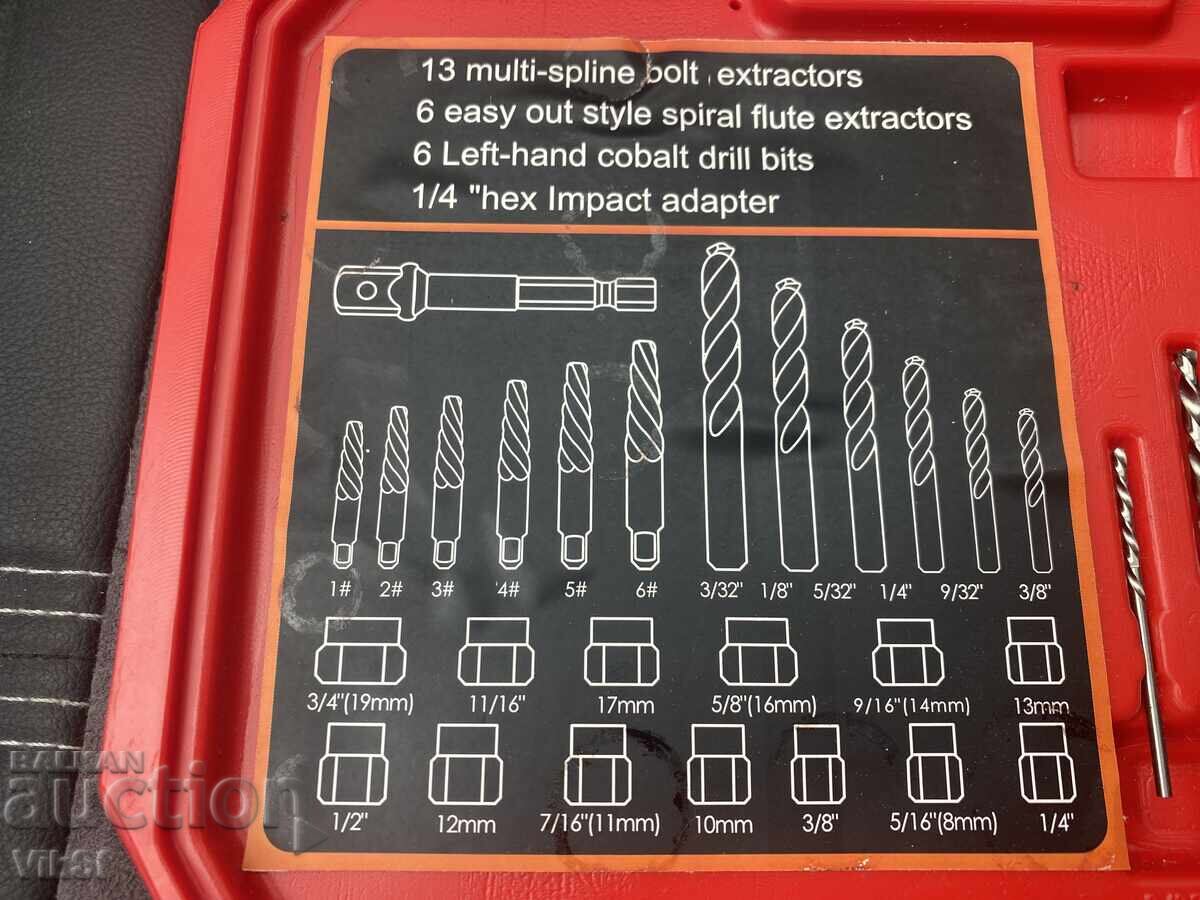 13 multi-spline bolt extractors
6 easy out style spiral flute extractors
6 Left-hand cobalt drill bits
1/4 "hex Impact adapter
1# 2# 3# 4# 5# 6# 3/32" 1/8" 5/32" 1/4" 9/32" 3/8"
3/4"(19mm) 11/16" 17mm 5/8"(16mm) 9/16"(14mm) 13mm
1/2" 12mm 7/16"(11mm) 10mm 3/8" 5/16"(8mm) 1/4"
BALKAN
auction